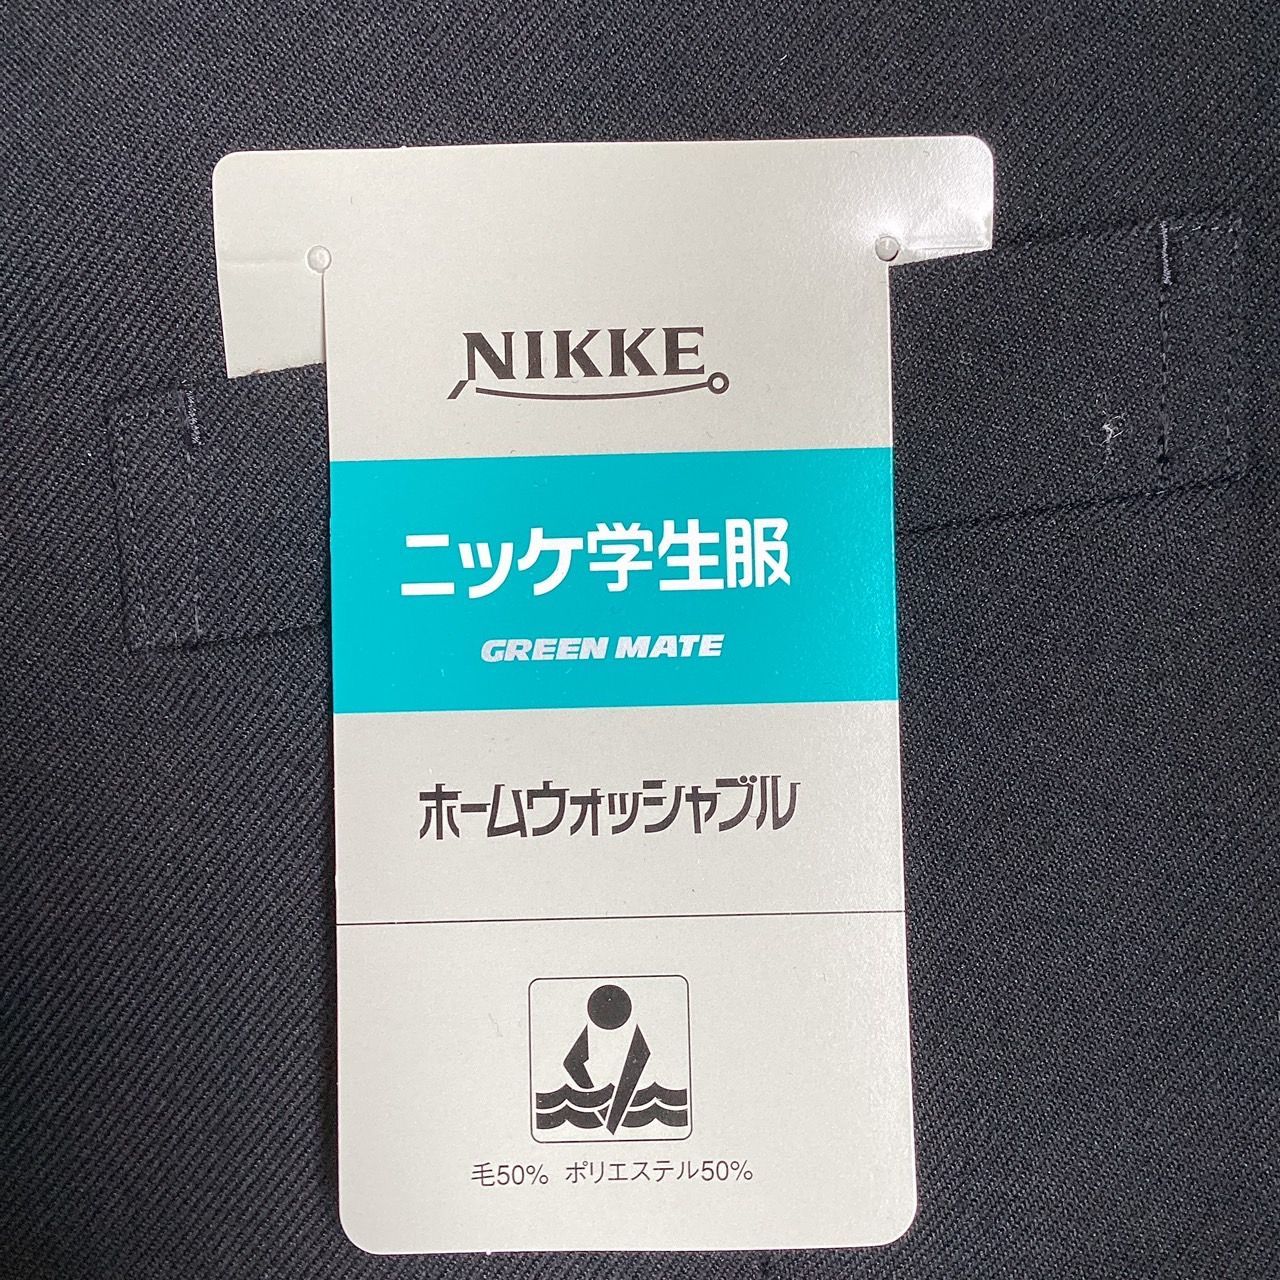 NIKKE
ニッケ学生服
GREEN MATE
ホームウォッシャブル
毛50% ポリエステル50%